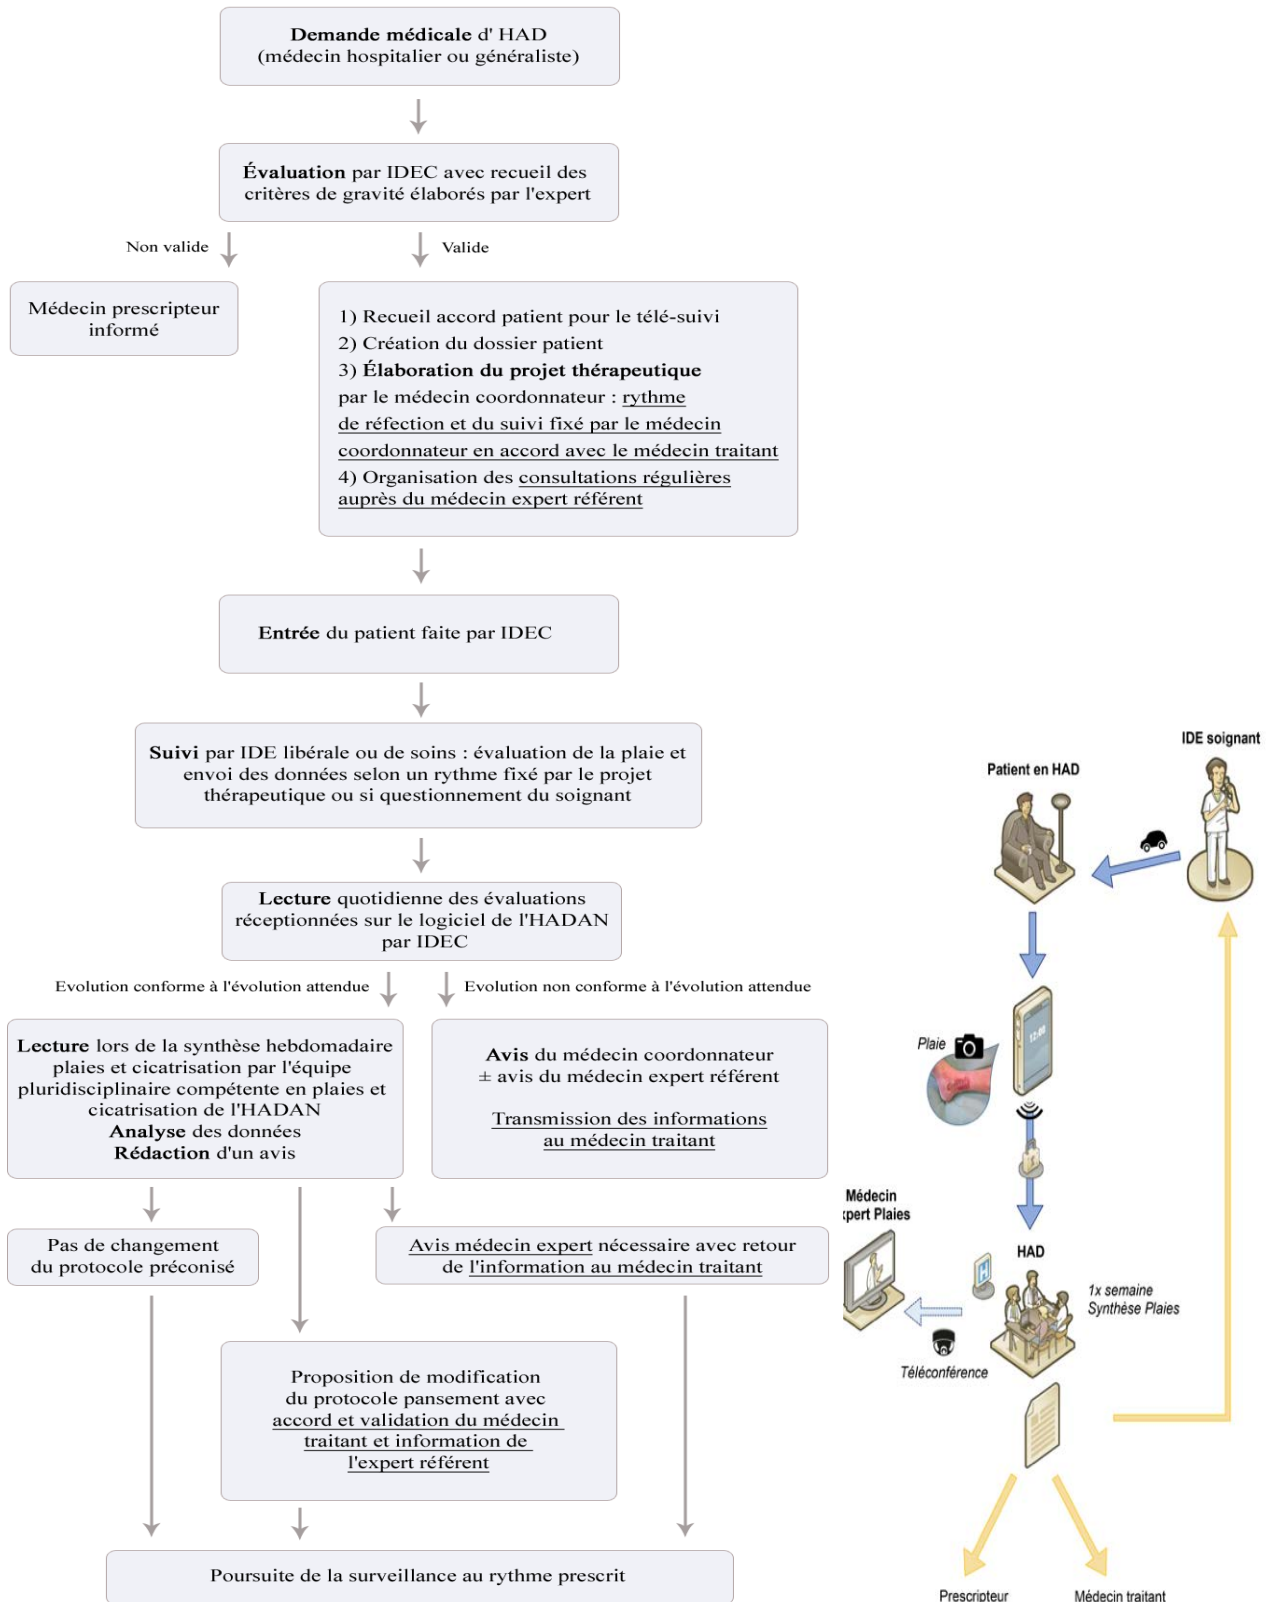 Demande médicale d' HAD
(médecin hospitalier ou généraliste)
Évaluation par IDEC avec recueil des
critères de gravité élaborés par l'expert
Non valide
Valide
Médecin prescripteur
informé
1) Recueil accord patient pour le télé-suivi
2) Création du dossier patient
3) Élaboration du projet thérapeutique
par le médecin coordonnateur : rythme
de réfection et du suivi fixé par le médecin
coordonnateur en accord avec le médecin traitant
4) Organisation des consultations régulières
auprès du médecin expert référent
Entrée du patient faite par IDEC
Suivi par IDE libérale ou de soins : évaluation de la plaie et
envoi des données selon un rythme fixé par le projet
thérapeutique ou si questionnement du soignant
Lecture quotidienne des évaluations
réceptionnées sur le logiciel de l'HADAN
par IDEC
Evolution conforme à l'évolution attendue
Evolution non conforme à l'évolution attendue
Lecture lors de la synthèse hebdomadaire
plaies et cicatrisation par l'équipe
pluridisciplinaire compétente en plaies et
cicatrisation de l'HADAN
Analyse des données
Rédaction d'un avis
Avis du médecin coordonnateur
± avis du médecin expert référent
Transmission des informations
au médecin traitant
Pas de changement
du protocole préconisé
Avis médecin expert nécessaire avec retour
de l'information au médecin traitant
Proposition de modification
du protocole pansement avec
accord et validation du médecin
traitant et information de
l'expert référent
Poursuite de la surveillance au rythme prescrit
IDE soignant
Patient en HAD
12:00
Plaie
Médecin
xpert Plaies
HAD
H
1x semaine
Synthèse Plaies
Téléconférence
Prescripteur
Médecin traitant